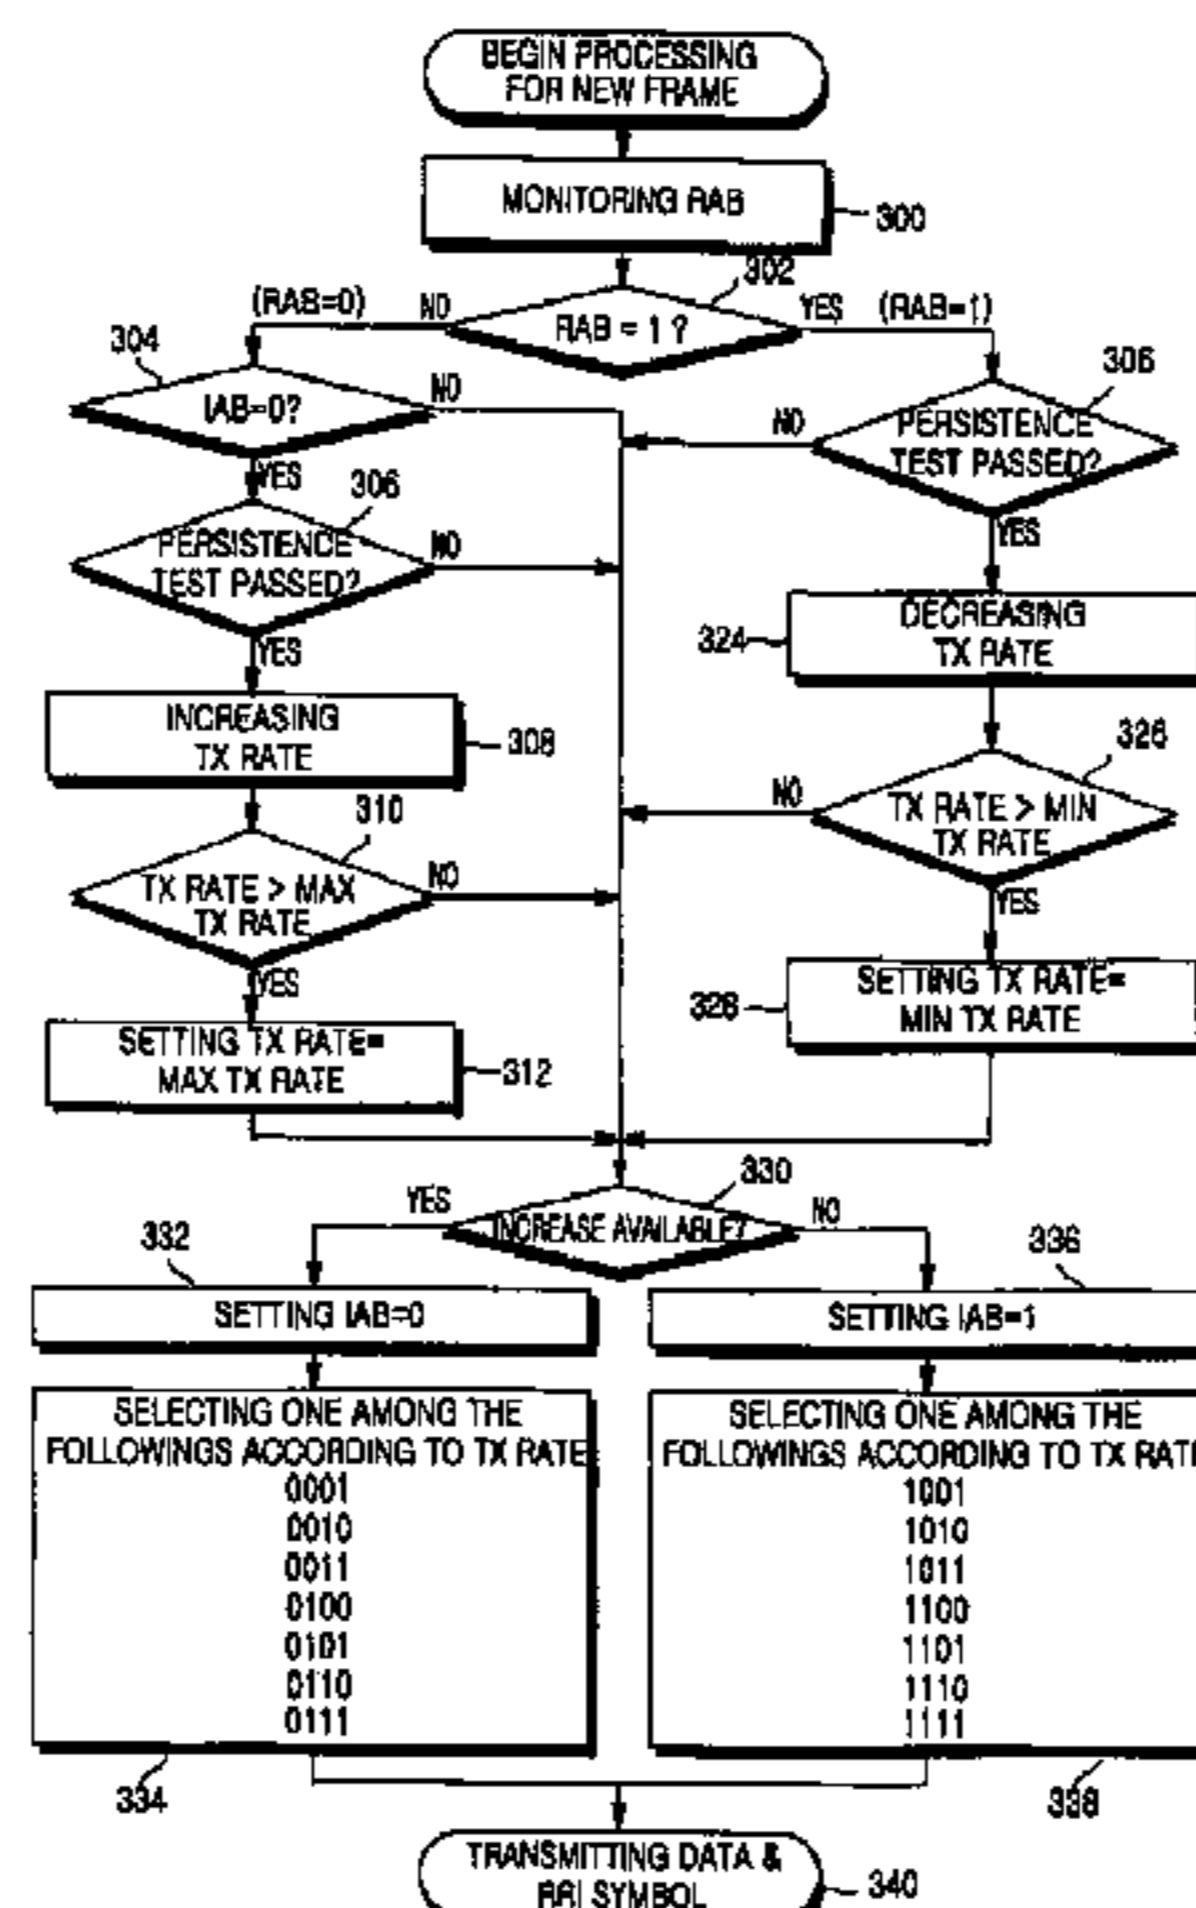 BEGIN PROCESSING
FOR NEW FRAME
MONITORING RAB
300
302
(RAB=0)
NO
RAB = 1 ?
YES
(RAB=1)
304
IAB=0?
NO
YES
306
PERSISTENCE
TEST PASSED?
NO
YES
306
PERSISTENCE
TEST PASSED?
NO
YES
INCREASING
TX RATE
308
324
DECREASING
TX RATE
310
TX RATE > MAX
TX RATE
NO
YES
326
TX RATE > MIN
TX RATE
NO
YES
SETTING TX RATE=
MAX TX RATE
312
328
SETTING TX RATE=
MIN TX RATE
330
YES
INCREASE AVAILABLE?
NO
332
SETTING IAB=0
336
SETTING IAB=1
SELECTING ONE AMONG THE
FOLLOWINGS ACCORDING TO TX RATE
0001
0010
0011
0100
0101
0110
0111
334
SELECTING ONE AMONG THE
FOLLOWINGS ACCORDING TO TX RATE
1001
1010
1011
1100
1101
1110
1111
338
TRANSMITTING DATA &
RRI SYMBOL
340